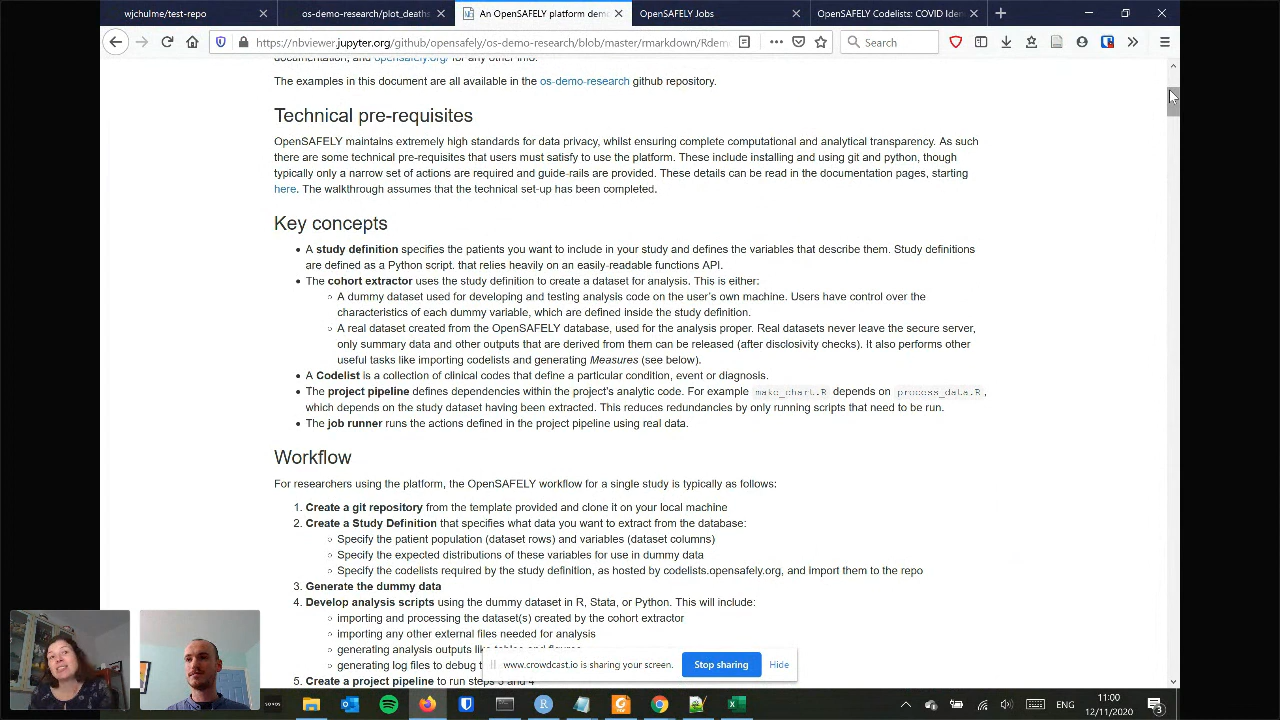 wjchulme/test-repo
os-demo-research/plot_deaths
An OpenSAFELY platform demo
OpenSAFELY Jobs
OpenSAFELY Codelists: COVID Iden
https://nbviewer.jupyter.org/github/opensafely/os-demo-research/blob/master/rmarkdown/Rdem
Search
documentation, and opensafely.org/ for any other info.
The examples in this document are all available in the os-demo-research github repository.
Technical pre-requisites
OpenSAFELY maintains extremely high standards for data privacy, whilst ensuring complete computational and analytical transparency. As such
there are some technical pre-requisites that users must satisfy to use the platform. These include installing and using git and python, though
typically only a narrow set of actions are required and guide-rails are provided. These details can be read in the documentation pages, starting
here. The walkthrough assumes that the technical set-up has been completed.
Key concepts
• A study definition specifies the patients you want to include in your study and defines the variables that describe them. Study definitions
are defined as a Python script. that relies heavily on an easily-readable functions API.
• The cohort extractor uses the study definition to create a dataset for analysis. This is either:
◦ A dummy dataset used for developing and testing analysis code on the user's own machine. Users have control over the
characteristics of each dummy variable, which are defined inside the study definition.
◦ A real dataset created from the OpenSAFELY database, used for the analysis proper. Real datasets never leave the secure server,
only summary data and other outputs that are derived from them can be released (after disclosivity checks). It also performs other
useful tasks like importing codelists and generating Measures (see below).
• A Codelist is a collection of clinical codes that define a particular condition, event or diagnosis.
• The project pipeline defines dependencies within the project's analytic code. For example make_chart.R depends on process_data.R,
which depends on the study dataset having been extracted. This reduces redundancies by only running scripts that need to be run.
• The job runner runs the actions defined in the project pipeline using real data.
Workflow
For researchers using the platform, the OpenSAFELY workflow for a single study is typically as follows:
1. Create a git repository from the template provided and clone it on your local machine
2. Create a Study Definition that specifies what data you want to extract from the database:
◦ Specify the patient population (dataset rows) and variables (dataset columns)
◦ Specify the expected distributions of these variables for use in dummy data
◦ Specify the codelists required by the study definition, as hosted by codelists.opensafely.org, and import them to the repo
3. Generate the dummy data
4. Develop analysis scripts using the dummy dataset in R, Stata, or Python. This will include:
◦ importing and processing the dataset(s) created by the cohort extractor
◦ importing any other external files needed for analysis
◦ generating analysis outputs like tables and figures
◦ generating log files to debug t
5. Create a project pipeline to run steps 3 and 4
www.crowdcast.io is sharing your screen.
Stop sharing
Hide
sonos
ENG
11:00
12/11/2020
3